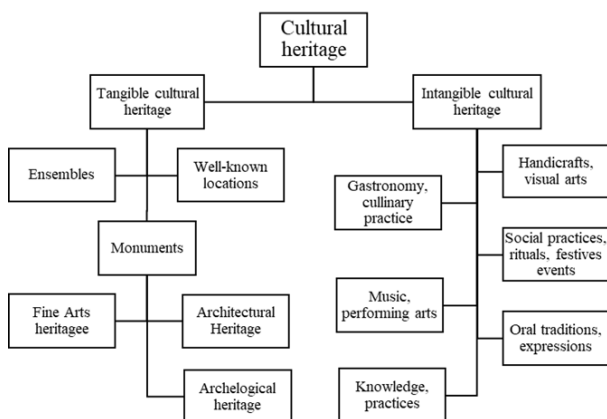 Cultural
heritage
Tangible cultural
heritage
Intangible cultural
heritage
Ensembles
Well-known
locations
Monuments
Fine Arts
heritagee
Architectural
Heritage
Archelogical
heritage
Handicrafts,
visual arts
Gastronomy,
cullinary
practice
Social practices,
rituals, festives
events
Music,
performing arts
Oral traditions,
expressions
Knowledge,
practices